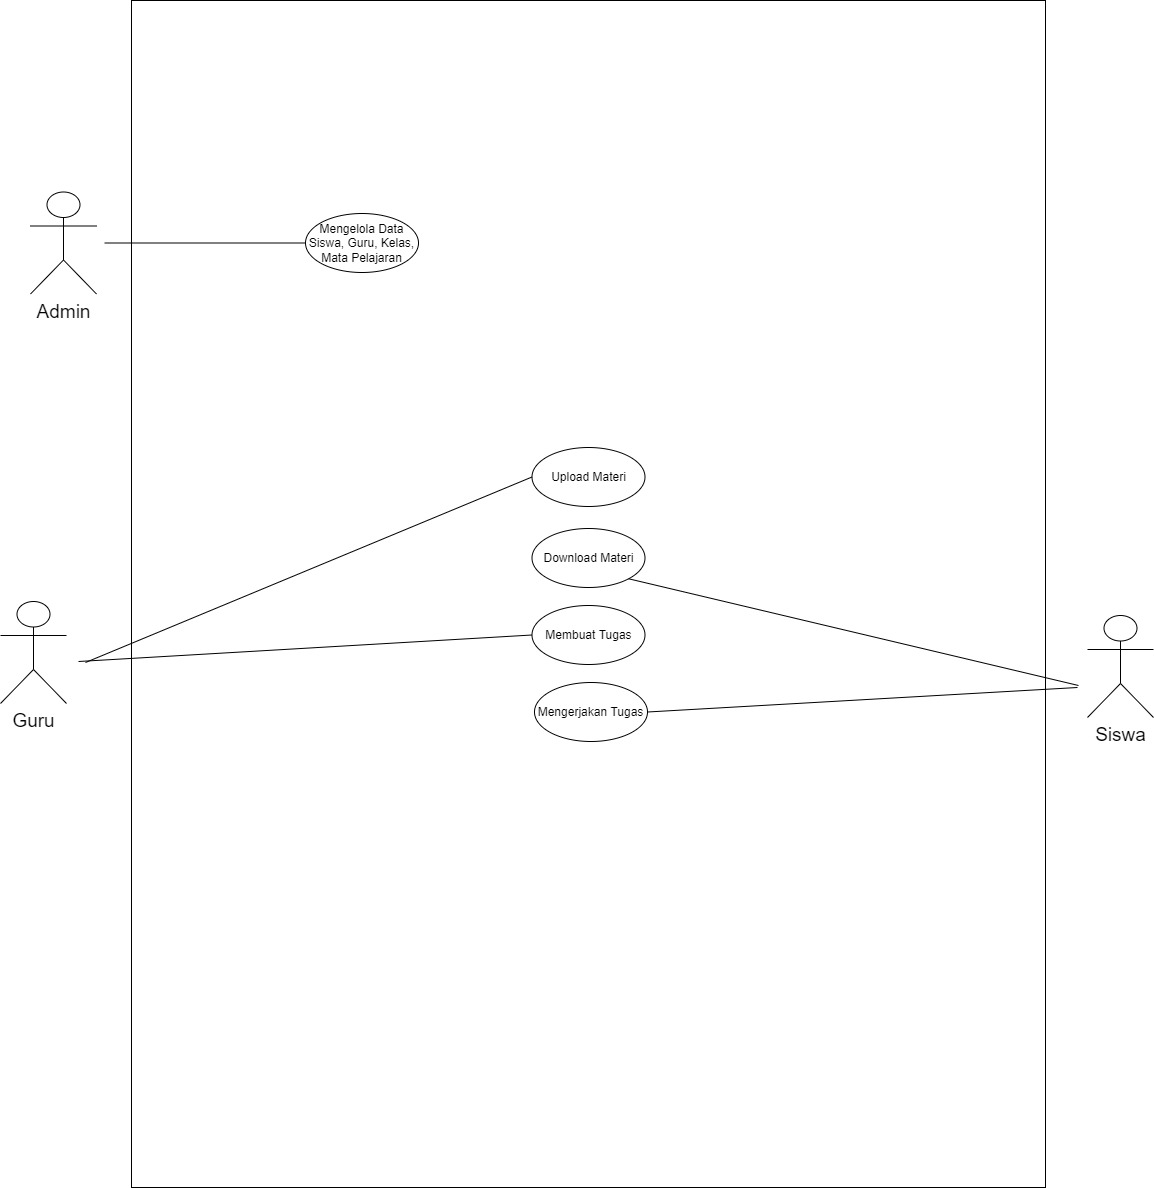 Mengelola Data
Siswa, Guru, Kelas,
Mata Pelajaran
Admin
Upload Materi
Download Materi
Membuat Tugas
Mengerjakan Tugas
Guru
Siswa